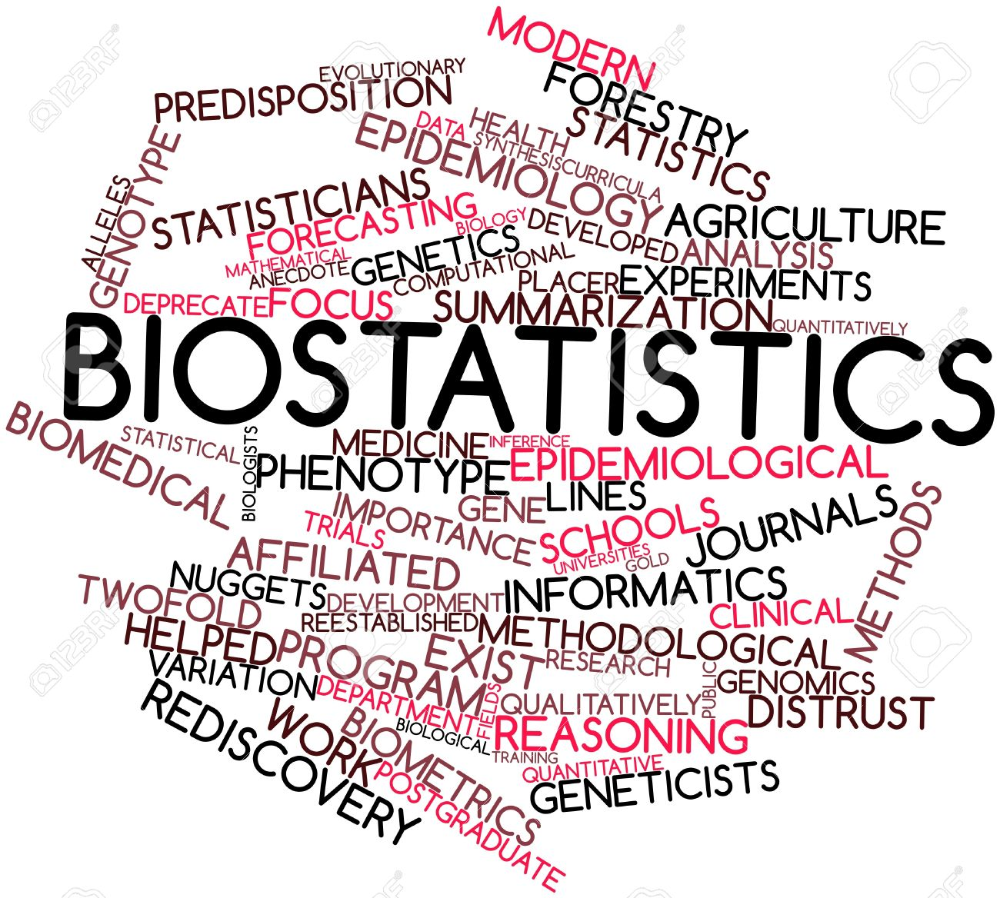 MODERN
EVOLUTIONARY
FORESTRY
PREDISPOSITION
STATISTICS
DATA
HEALTH
EPIDEMIOLOGY
SYNTHESIS
CURRICULA
GENOTYPE
ALLELES
STATISTICIANS
FORECASTING
BIOLOGY
DEVELOPED
AGRICULTURE
MATHEMATICAL
ANECDOTE
GENETICS
COMPUTATIONAL
ANALYSIS
PLACER
EXPERIMENTS
DEPRECATE
FOCUS
SUMMARIZATION
QUANTITATIVELY
BIOSTATISTICS
BIOMEDICAL
STATISTICAL
BIOLOGISTS
MEDICINE
INFERENCE
PHENOTYPE
EPIDEMIOLOGICAL
LINES
GENE
IMPORTANCE
TRIALS
SCHOOLS
JOURNALS
METHODS
UNIVERSITIES
GOLD
AFFILIATED
NUGGETS
INFORMATICS
TWOFOLD
DEVELOPMENT
CLINICAL
REESTABLISHED
METHODOLOGICAL
HELPED
PROGRAM
EXIST
RESEARCH
VARIATION
PUBLIC
GENOMICS
DEPARTMENT
FIELDS
QUALITATIVELY
DISTRUST
REDISCOVERY
WORK
BIOMETRICS
BIOLOGICAL
REASONING
TRAINING
QUANTITATIVE
POSTGRADUATE
GENETICISTS
123RF